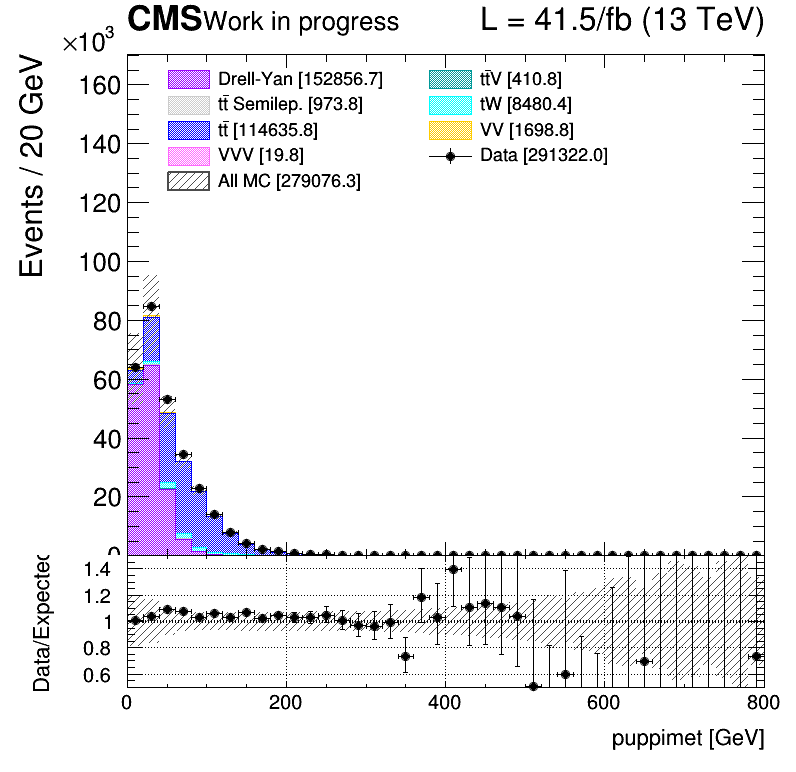 CMS Work in progress L = 41.5/fb (13 TeV)
×10³
Events / 20 GeV
160
140
120
100
80
60
40
20
0
Drell-Yan [152856.7]
tt̄ Semilep. [973.8]
tt̄ [114635.8]
VVV [19.8]
All MC [279076.3]
tt̄V [410.8]
tW [8480.4]
VV [1698.8]
Data [291322.0]
Data/Expected
1.4
1.2
1
0.8
0.6
0 200 400 600 800
puppimet [GeV]